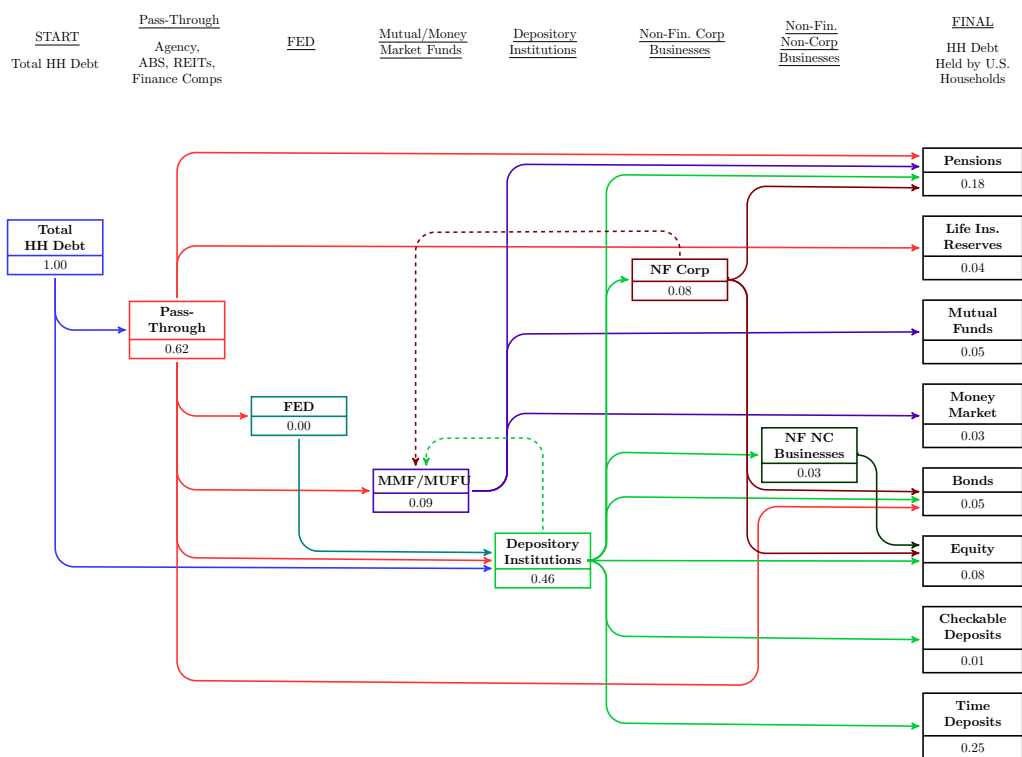 START
Total HH Debt
Pass-Through
Agency,
ABS, REITs,
Finance Comps
FED
Mutual/Money
Market Funds
Depository
Institutions
Non-Fin. Corp
Businesses
Non-Fin.
Non-Corp
Businesses
FINAL
HH Debt
Held by U.S.
Households
Total
HH Debt
1.00
Pass-
Through
0.62
FED
0.00
MMF/MUFU
0.09
Depository
Institutions
0.46
NF Corp
0.08
NF NC
Businesses
0.03
Pensions
0.18
Life Ins.
Reserves
0.04
Mutual
Funds
0.05
Money
Market
0.03
Bonds
0.05
Equity
0.08
Checkable
Deposits
0.01
Time
Deposits
0.25